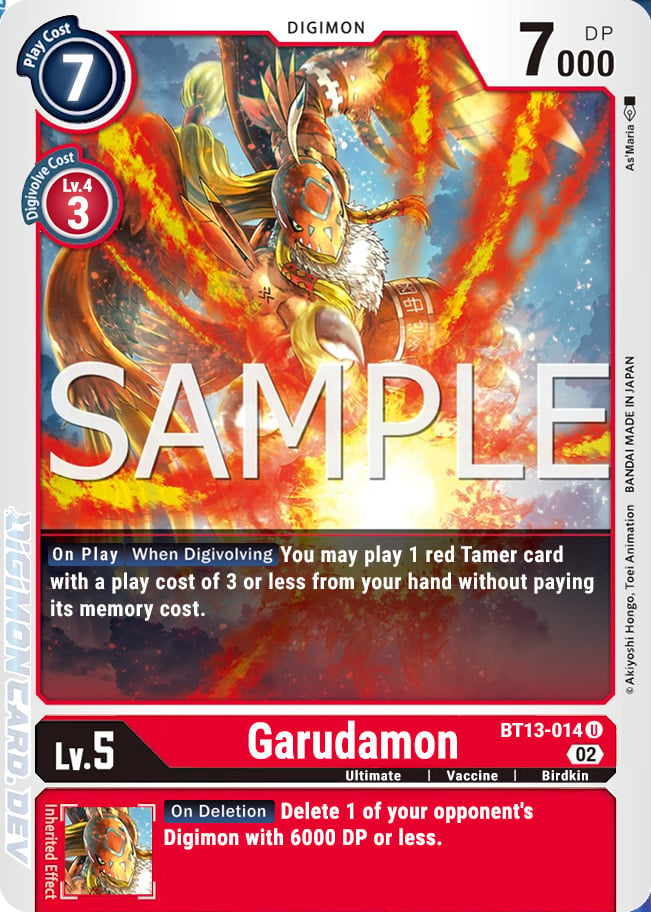 DIGIMON
Play Cost
7
7000
DP
Digivolve Cost
Lv.4
3
As'Maria
SAMPLE
BANDAI MADE IN JAPAN
© Akiyoshi Hongo, Toei Animation
On Play When Digivolving You may play 1 red Tamer card
with a play cost of 3 or less from your hand without paying
its memory cost.
DIGIMONCARD.DEV
Lv.5
Garudamon
BT13-014 U
02
Ultimate | Vaccine | Birdkin
Inherited Effect
On Deletion Delete 1 of your opponent's
Digimon with 6000 DP or less.